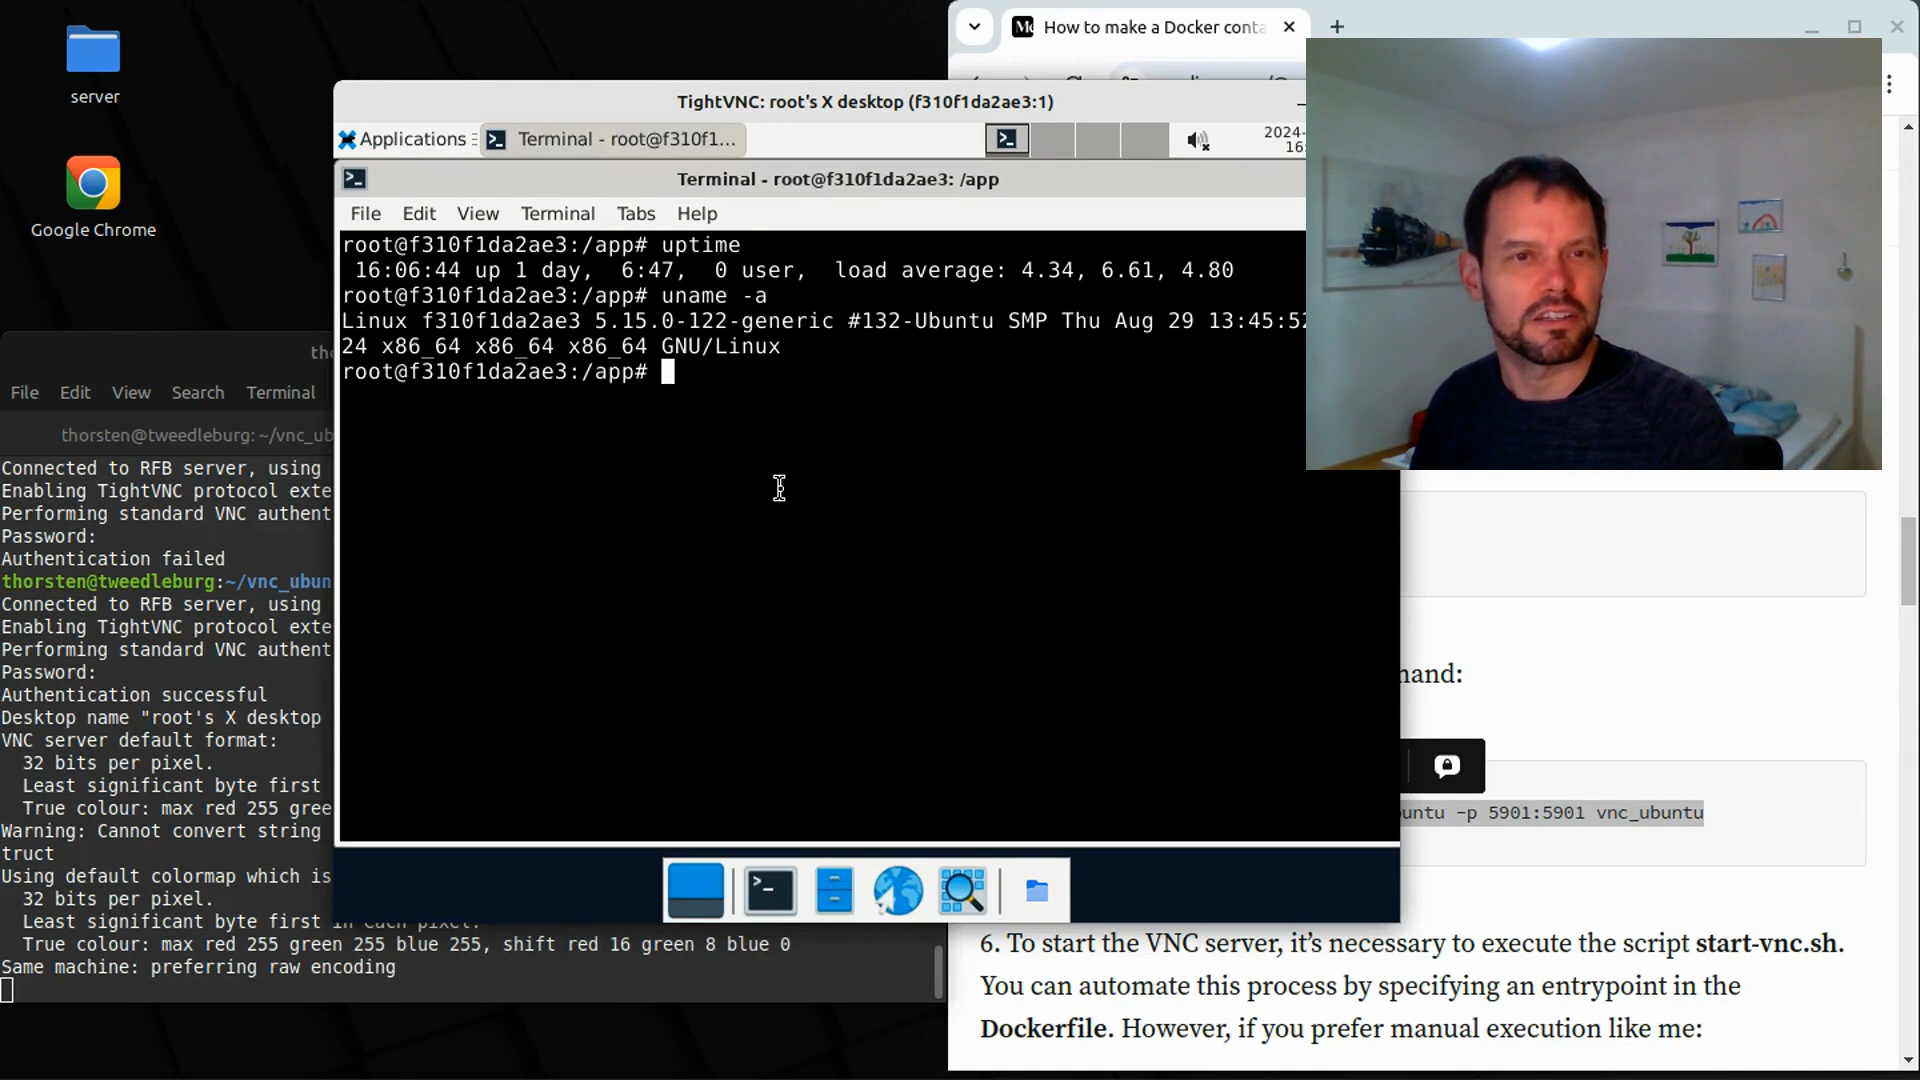 server
Google Chrome
How to make a Docker conta
TightVNC: root's X desktop (f310f1da2ae3:1)
Applications
Terminal - root@f310f1...
2024-
16:
Terminal - root@f310f1da2ae3: /app
File Edit View Terminal Tabs Help
root@f310f1da2ae3:/app# uptime
16:06:44 up 1 day, 6:47, 0 user, load average: 4.34, 6.61, 4.80
root@f310f1da2ae3:/app# uname -a
Linux f310f1da2ae3 5.15.0-122-generic #132-Ubuntu SMP Thu Aug 29 13:45:52
24 x86_64 x86_64 x86_64 GNU/Linux
root@f310f1da2ae3:/app#
File Edit View Search Terminal
thorsten@tweedleburg: ~/vnc_ub
Connected to RFB server, using
Enabling TightVNC protocol exte
Performing standard VNC authent
Password:
Authentication failed
thorsten@tweedleburg:~/vnc_ubun
Connected to RFB server, using
Enabling TightVNC protocol exte
Performing standard VNC authent
Password:
Authentication successful
Desktop name "root's X desktop
VNC server default format:
32 bits per pixel.
Least significant byte first
True colour: max red 255 gree
Warning: Cannot convert string
truct
Using default colormap which is
32 bits per pixel.
Least significant byte first in each pixel.
True colour: max red 255 green 255 blue 255, shift red 16 green 8 blue 0
Same machine: preferring raw encoding
mand:
untu -p 5901:5901 vnc_ubuntu
6. To start the VNC server, it’s necessary to execute the script start-vnc.sh.
You can automate this process by specifying an entrypoint in the
Dockerfile. However, if you prefer manual execution like me: